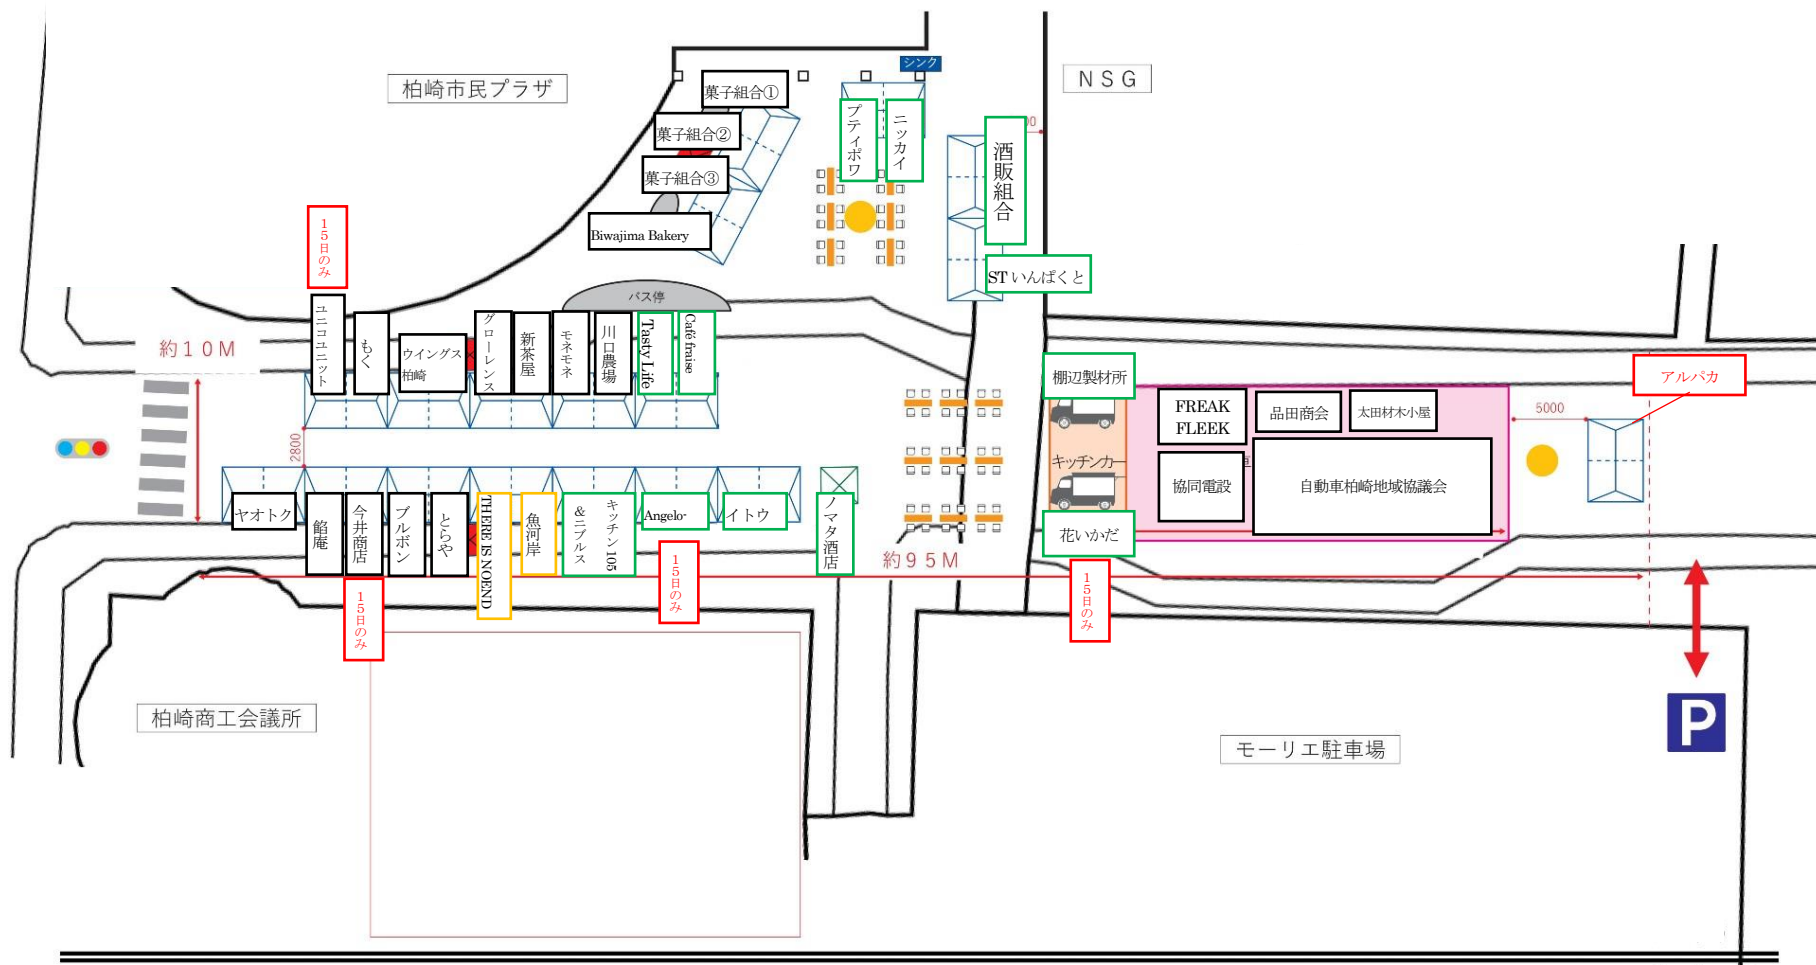 シンク
柏崎市民プラザ
菓子組合①
NSG
プティポワ
ニッカイ
菓子組合②
酒販組合
菓子組合③
15日のみ
Biwajima Bakery
STいんぱくと
バス停
ユニコユニット
もく
ウイングス
柏崎
グローレンス
新茶屋
モネモネ
川口農場
Tasty Life
Café fraise
約10M
棚辺製材所
アルパカ
FREAK
FLEEK
品田商会
太田材木小屋
5000
2800
キッチンカー
協同電設
自動車柏崎地域協議会
ヤオトク
餡庵
今井商店
ブルボン
とらや
THERE IS NOEND
魚河岸
キッチン105
&ニブルス
Angelo-
イトウ
ノマタ酒店
花いかだ
約95M
15日のみ
15日のみ
15日のみ
柏崎商工会議所
モーリエ駐車場
P